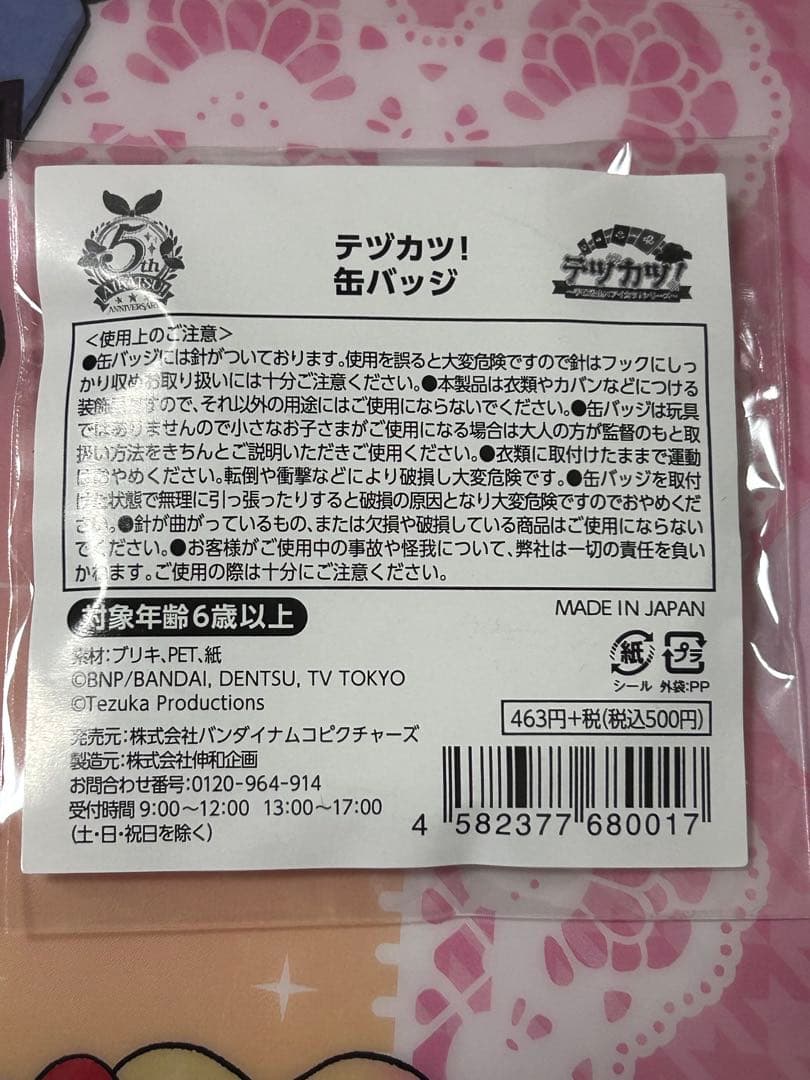 5th
AIKATSU!
ANNIVERSARY
テヅカツ!
缶バッジ
テヅカツ!
<使用上のご注意>
●缶バッジには針がついております。使用を誤ると大変危険ですので針はフックにしっ
かり収めお取り扱いには十分ご注意ください。●本製品は衣類やカバンなどにつける
装飾品ですので、それ以外の用途にはご使用にならないでください。●缶バッジは玩具
ではありませんので小さなお子さまがご使用になる場合は大人の方が監督のもと取
扱い方法をきちんとご説明いただきご使用ください。●衣類に取付けたままで運動
はおやめください。転倒や衝撃などにより破損し大変危険です。●缶バッジを取付
けた状態で無理に引っ張ったりすると破損の原因となり大変危険ですのでおやめくだ
さい。●針が曲がっているもの、または欠損や破損している商品はご使用にならない
でください。●お客様がご使用中の事故や怪我について、弊社は一切の責任を負い
かねます。ご使用の際は十分にご注意ください。
対象年齢6歳以上
MADE IN JAPAN
素材:ブリキ、PET、紙
©BNP/BANDAI, DENTSU, TV TOKYO
©Tezuka Productions
紙
シール
プラ
外袋:PP
463円+税(税込500円)
発売元:株式会社バンダイナムコピクチャーズ
製造元:株式会社伸和企画
お問合わせ番号:0120-964-914
受付時間 9:00~12:00 13:00~17:00
(土・日・祝日を除く)
4 582377 680017